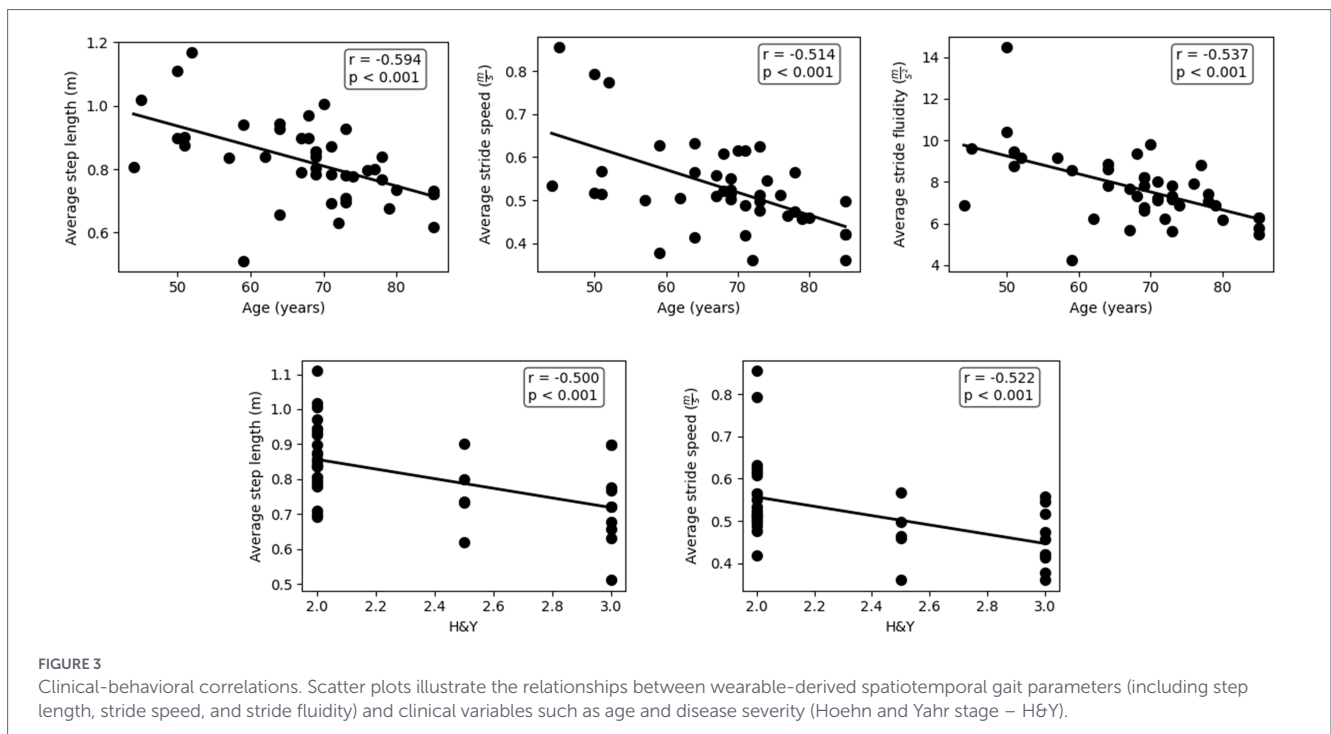 r = -0.594
p < 0.001
1.2
1.0
0.8
0.6
Average step length (m)
50 60 70 80
Age (years)
r = -0.514
p < 0.001
0.8
0.7
0.6
0.5
0.4
Average stride speed (m/s)
50 60 70 80
Age (years)
r = -0.537
p < 0.001
14
12
10
8
6
4
Average stride fluidity (m/s²)
50 60 70 80
Age (years)
r = -0.500
p < 0.001
1.1
1.0
0.9
0.8
0.7
0.6
0.5
Average step length (m)
2.0 2.2 2.4 2.6 2.8 3.0
H&Y
r = -0.522
p < 0.001
0.8
0.7
0.6
0.5
0.4
Average stride speed (m/s)
2.0 2.2 2.4 2.6 2.8 3.0
H&Y
FIGURE 3
Clinical-behavioral correlations. Scatter plots illustrate the relationships between wearable-derived spatiotemporal gait parameters (including step
length, stride speed, and stride fluidity) and clinical variables such as age and disease severity (Hoehn and Yahr stage – H&Y).